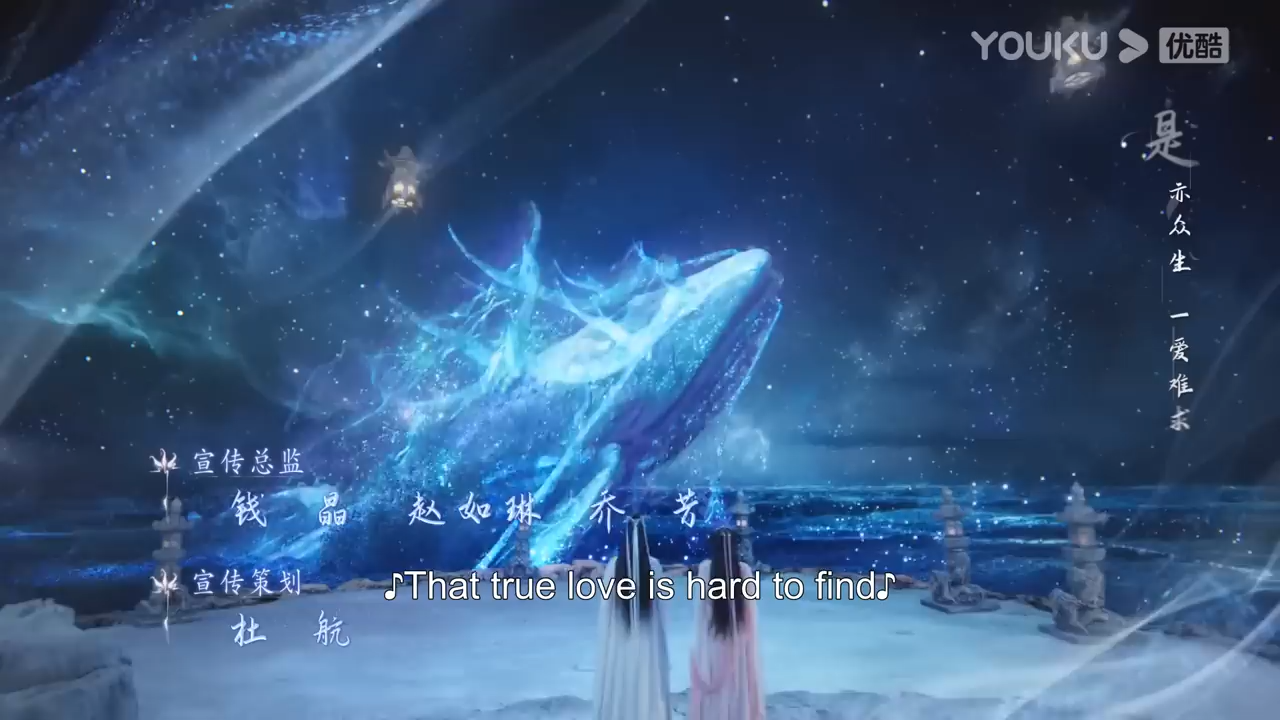 YOUKU 优酷
是
亦众生 一爱难求
宣传总监
钱 晶 赵如琳 乔 芳
宣传策划
杜 航
♪That true love is hard to find♪